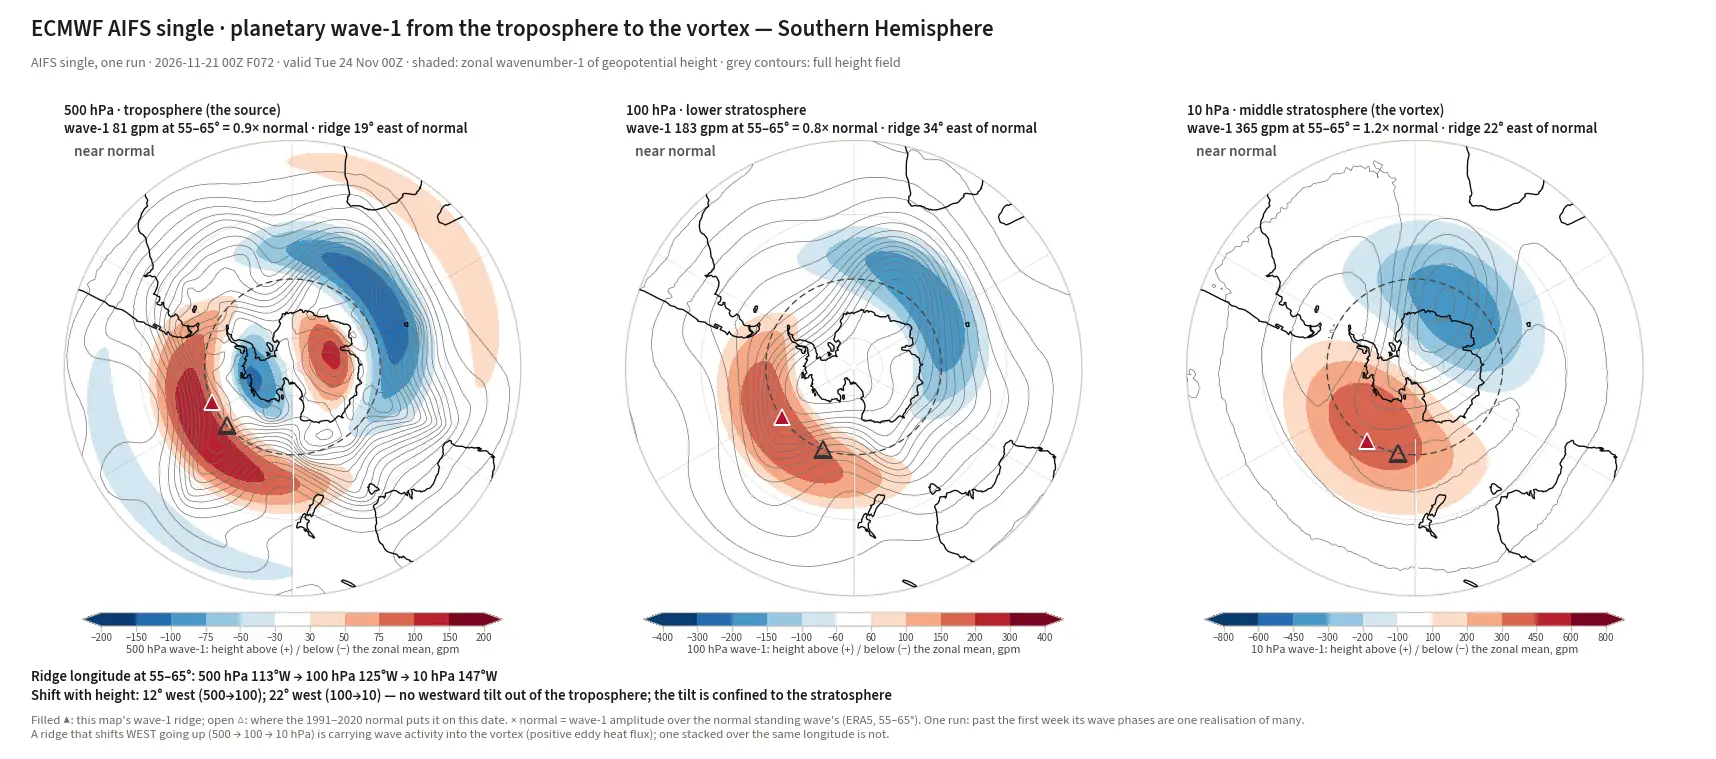 ECMWF AIFS single · planetary wave-1 from the troposphere to the vortex — Southern Hemisphere
AIFS single, one run · 2026-11-21 00Z F072 · valid Tue 24 Nov 00Z · shaded: zonal wavenumber-1 of geopotential height · grey contours: full height field
500 hPa · troposphere (the source)
wave-1 81 gpm at 55–65° = 0.9× normal · ridge 19° east of normal
near normal
100 hPa · lower stratosphere
wave-1 183 gpm at 55–65° = 0.8× normal · ridge 34° east of normal
near normal
10 hPa · middle stratosphere (the vortex)
wave-1 365 gpm at 55–65° = 1.2× normal · ridge 22° east of normal
near normal
−200 −150 −100 −75 −50 −30 30 50 75 100 150 200
500 hPa wave-1: height above (+) / below (−) the zonal mean, gpm
−400 −300 −200 −150 −100 −60 60 100 150 200 300 400
100 hPa wave-1: height above (+) / below (−) the zonal mean, gpm
−800 −600 −450 −300 −200 −100 100 200 300 450 600 800
10 hPa wave-1: height above (+) / below (−) the zonal mean, gpm
Ridge longitude at 55–65°: 500 hPa 113°W → 100 hPa 125°W → 10 hPa 147°W
Shift with height: 12° west (500→100); 22° west (100→10) — no westward tilt out of the troposphere; the tilt is confined to the stratosphere
Filled ▲: this map's wave-1 ridge; open △: where the 1991–2020 normal puts it on this date. × normal = wave-1 amplitude over the normal standing wave's (ERA5, 55–65°). One run: past the first week its wave phases are one realisation of many.
A ridge that shifts WEST going up (500 → 100 → 10 hPa) is carrying wave activity into the vortex (positive eddy heat flux); one stacked over the same longitude is not.